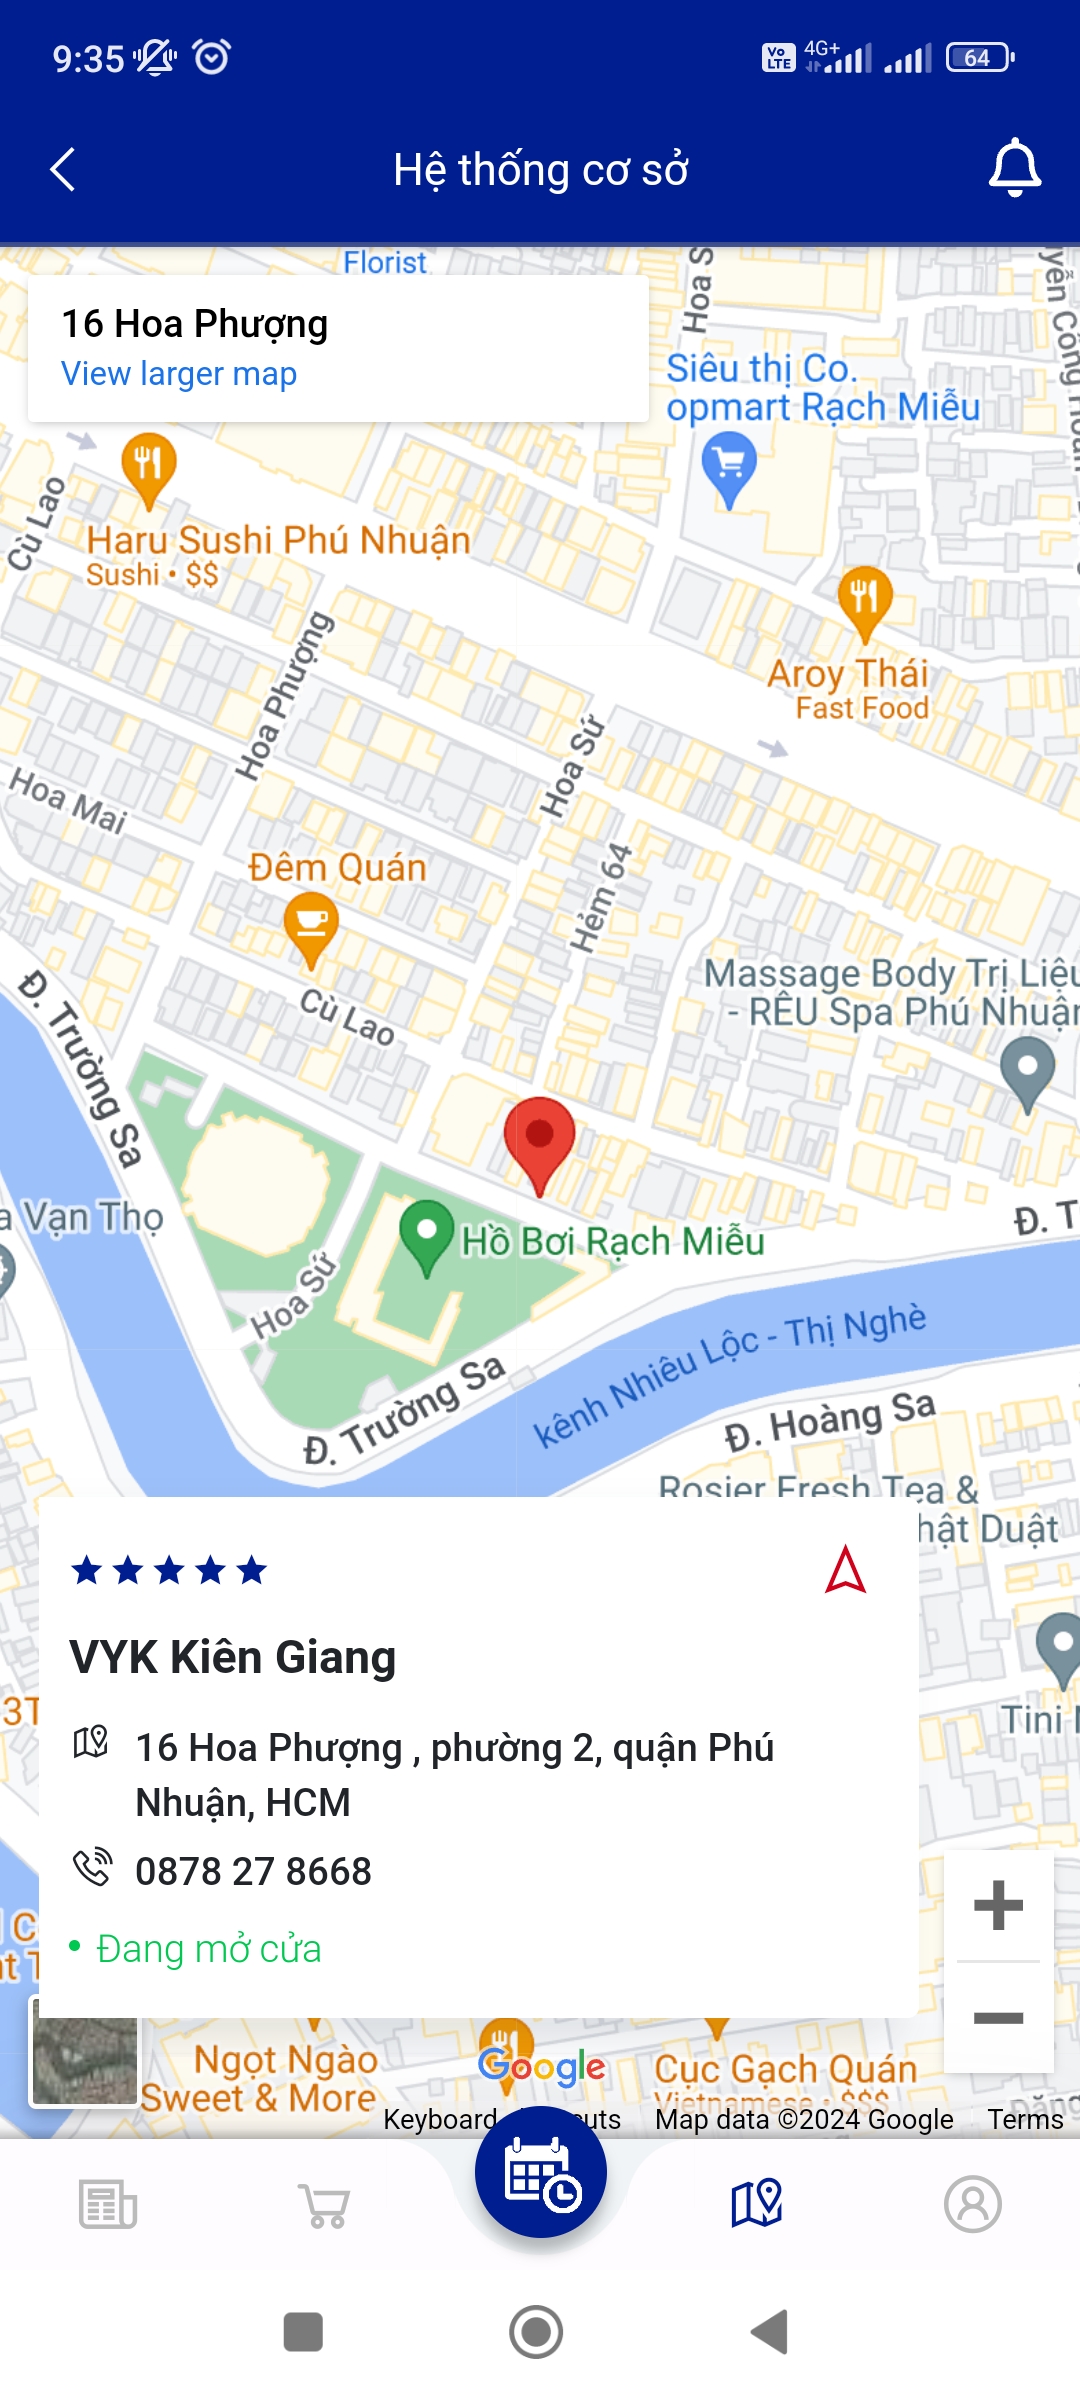 9:35
Vo LTE 4G+ 64
Hệ thống cơ sở
Florist
16 Hoa Phượng
View larger map
Hoa S
Siêu thị Co.
opmart Rạch Miễu
Cù Lao
Haru Sushi Phú Nhuận
Sushi • $$
Aroy Thái
Fast Food
Hoa Phượng
Hoa Sứ
Hoa Mai
Đêm Quán
Hẻm 64
Massage Body Trị Liệu
- RÊU Spa Phú Nhuận
Cù Lao
Đ. Trường Sa
a Vạn Thọ
Đ. T
Hồ Bơi Rạch Miễu
Hoa Sứ
kênh Nhiêu Lộc - Thị Nghè
Đ. Trường Sa
Đ. Hoàng Sa
Rosier Fresh Tea &
hật Duật
VYK Kiên Giang
3T
16 Hoa Phượng , phường 2, quận Phú
Nhuận, HCM
Tini
0878 27 8668
Đang mở cửa
Ngọt Ngào
Sweet & More
Google
Cục Gạch Quán
Vietnamese • $$$
Keyboard
uts
Map data ©2024 Google
Terms